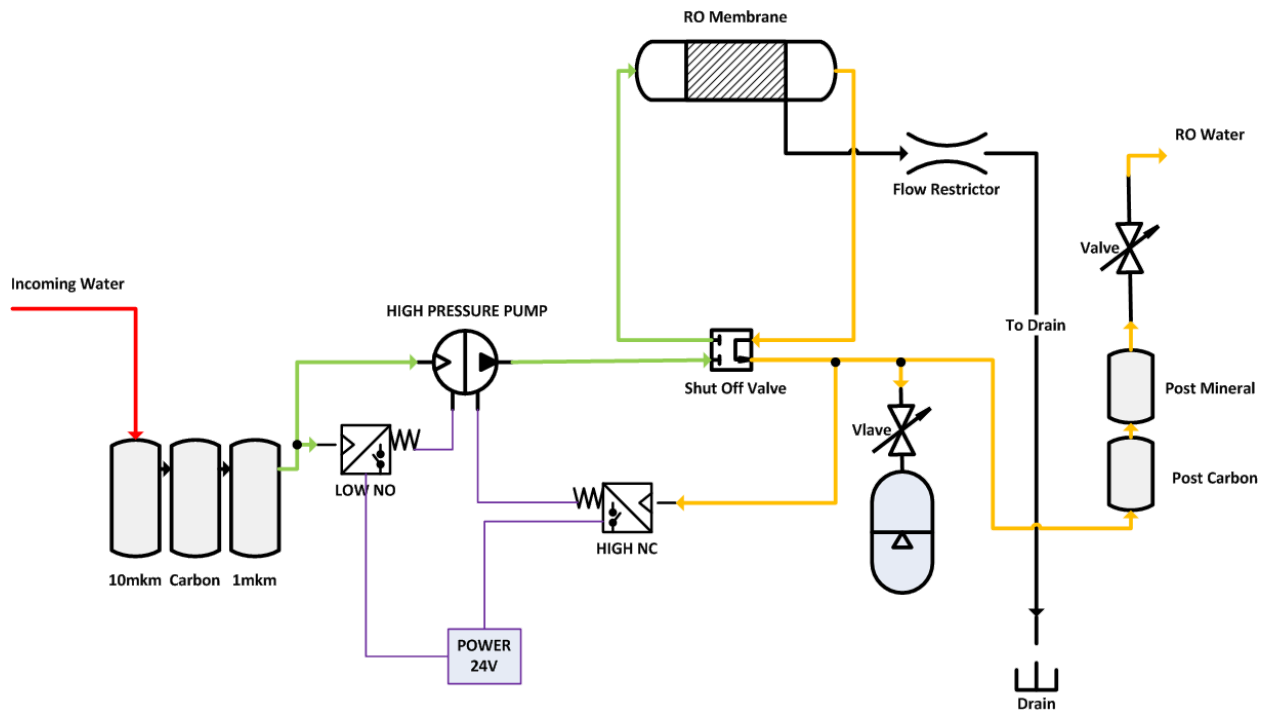 RO Membrane
RO Water
Flow Restrictor
Valve
Incoming Water
HIGH PRESSURE PUMP
To Drain
Shut Off Valve
Post Mineral
Vlave
Post Carbon
LOW NO
HIGH NC
10mkm Carbon 1mkm
POWER
24V
Drain